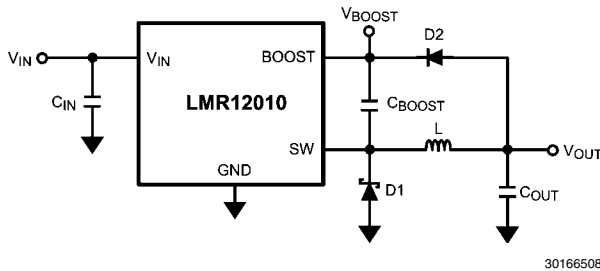 VBOOST
VIN
VIN
BOOST
D2
CIN
LMR12010
CBOOST
L
SW
VOUT
GND
D1
COUT
30166508